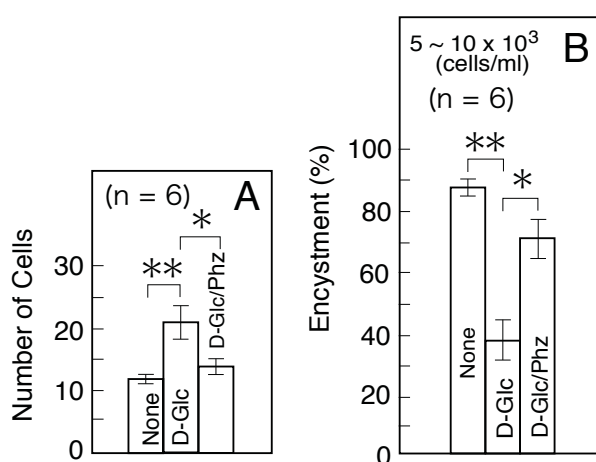 A
(n = 6)
*
**
Number of Cells
30
20
10
0
None
D-Glc
D-Glc/Phz
B
5 ~ 10 x 10³
(cells/ml)
(n = 6)
**
*
Encystment (%)
100
80
60
40
20
0
None
D-Glc
D-Glc/Phz